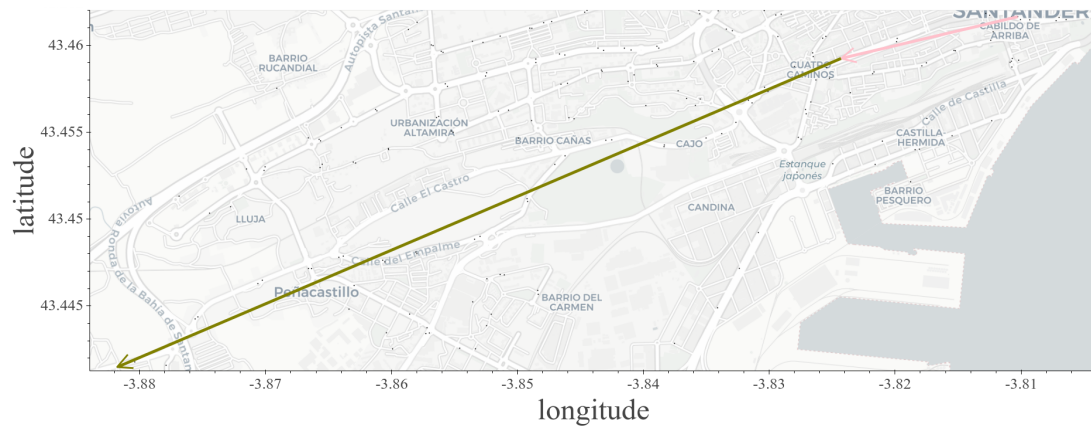 SANTANDER
CABILDO DE
ARRIBA
43.46
BARRIO
RUCANDIAL
Autopista Santan
CUATRO
CAMINOS
Calle de Castilla
43.455
URBANIZACIÓN
ALTAMIRA
BARRIO CAÑAS
CAJO
CASTILLA
HERMIDA
Estanque
japonés
Calle El Castro
BARRIO
PESQUERO
43.45
LLUJA
CANDINA
Autovía Ronda de la Bahía de Santan
Calle del Empalme
Peñacastillo
BARRIO DEL
CARMEN
43.445
latitude
-3.88
-3.87
-3.86
-3.85
-3.84
-3.83
-3.82
-3.81
longitude